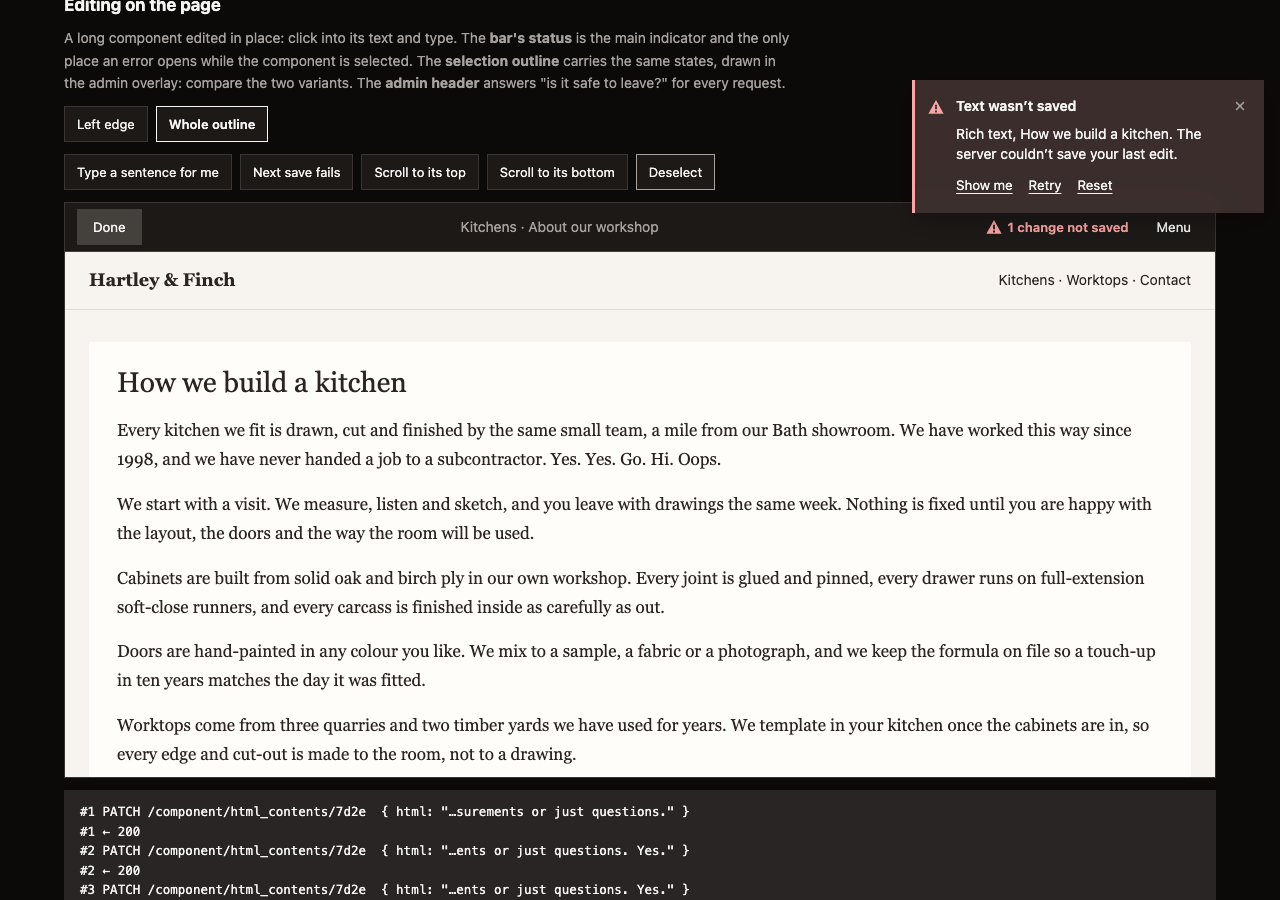 Editing on the page
A long component edited in place: click into its text and type. The bar's status is the main indicator and the only
place an error opens while the component is selected. The selection outline carries the same states, drawn in
the admin overlay: compare the two variants. The admin header answers "is it safe to leave?" for every request.
Left edge
Whole outline
Type a sentence for me
Next save fails
Scroll to its top
Scroll to its bottom
Deselect
Text wasn’t saved
Rich text, How we build a kitchen. The
server couldn’t save your last edit.
Show me Retry Reset
Done
Kitchens · About our workshop
1 change not saved
Menu
Hartley & Finch
Kitchens · Worktops · Contact
How we build a kitchen
Every kitchen we fit is drawn, cut and finished by the same small team, a mile from our Bath showroom. We have worked this way since
1998, and we have never handed a job to a subcontractor. Yes. Yes. Go. Hi. Oops.
We start with a visit. We measure, listen and sketch, and you leave with drawings the same week. Nothing is fixed until you are happy with
the layout, the doors and the way the room will be used.
Cabinets are built from solid oak and birch ply in our own workshop. Every joint is glued and pinned, every drawer runs on full-extension
soft-close runners, and every carcass is finished inside as carefully as out.
Doors are hand-painted in any colour you like. We mix to a sample, a fabric or a photograph, and we keep the formula on file so a touch-up
in ten years matches the day it was fitted.
Worktops come from three quarries and two timber yards we have used for years. We template in your kitchen once the cabinets are in, so
every edge and cut-out is made to the room, not to a drawing.
#1 PATCH /component/html_contents/7d2e { html: "…surements or just questions." }
#1 ← 200
#2 PATCH /component/html_contents/7d2e { html: "…ents or just questions. Yes." }
#2 ← 200
#3 PATCH /component/html_contents/7d2e { html: "…ents or just questions. Yes." }